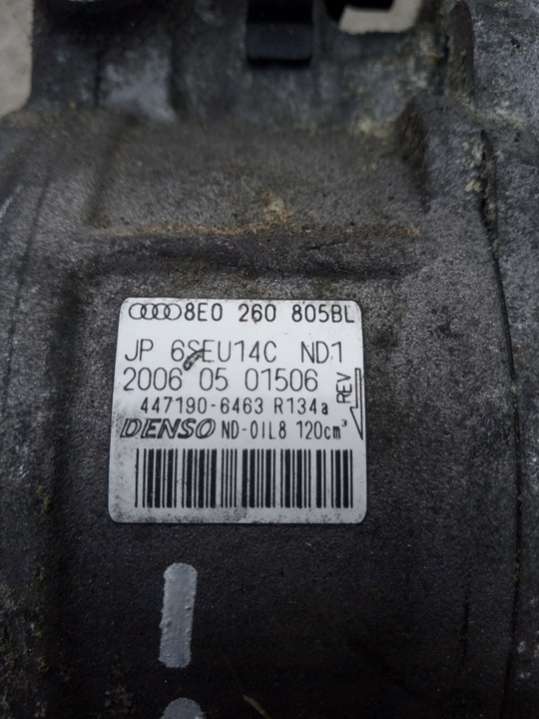 8E0 260 805BL
JP 6SEU14C ND1
2006 05 01506
REV
447190-6463 R134a
DENSO ND-OIL8 120cm³